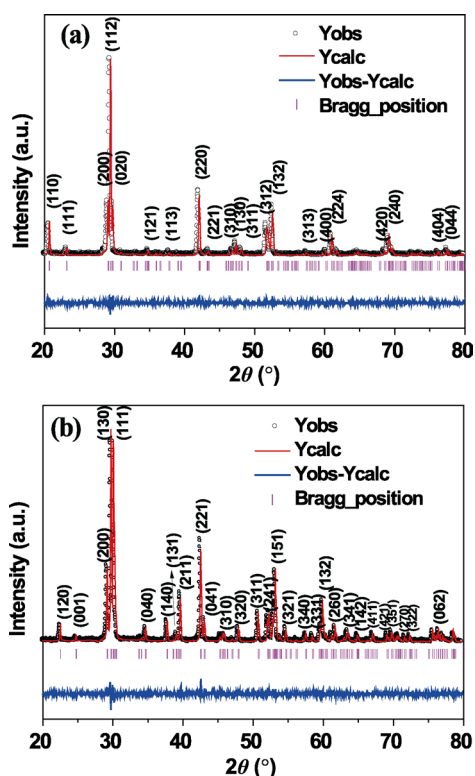 (a)
Yobs
Ycalc
Yobs-Ycalc
Bragg_position
(110)
(111)
(200)
(112)
(020)
(121)
(113)
(220)
(221)
(310)
(130)
(311)
(312)
(132)
(313)
(400)
(224)
(420)
(240)
(404)
(044)
Intensity (a.u.)
20 30 40 50 60 70 80
2θ (°)
(b)
Yobs
Ycalc
Yobs-Ycalc
Bragg_position
(120)
(001)
(200)
(130)
(111)
(040)
(140)
(131)
(211)
(221)
(041)
(310)
(320)
(311)
(241)
(151)
(321)
(340)
(132)
(341)
(142)
(411)
(062)
Intensity (a.u.)
20 30 40 50 60 70 80
2θ (°)